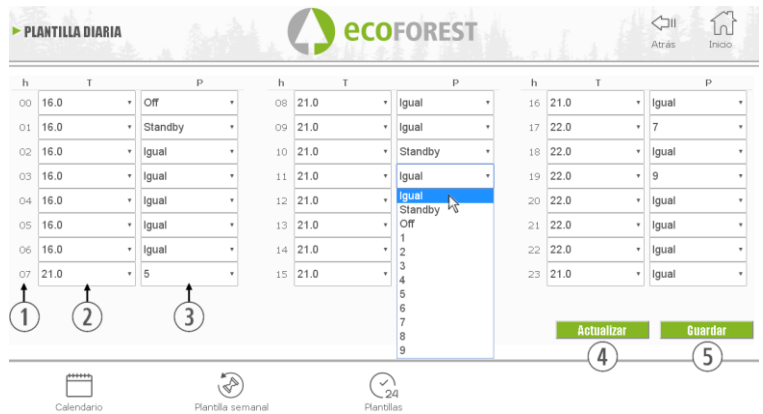 PLANTILLA DIARIA
ecoFOREST
Atrás
Inicio
h T P h T P h T P
00 16.0 Off 08 21.0 Igual 16 21.0 Igual
01 16.0 Standby 09 21.0 Igual 17 22.0 7
02 16.0 Igual 10 21.0 Standby 18 22.0 Igual
03 16.0 Igual 11 21.0 Igual 19 22.0 9
04 16.0 Igual 12 21.0 Igual 20 22.0 Igual
05 16.0 Igual 13 21.0 Standby 21 22.0 Igual
06 16.0 Igual 14 21.0 Off 22 22.0 Igual
07 21.0 5 15 21.0 1 23 21.0 Igual
2
3
4
5
6
7
8
9
1 2 3
Actualizar Guardar
4 5
Calendario
Plantilla semanal
24
Plantillas